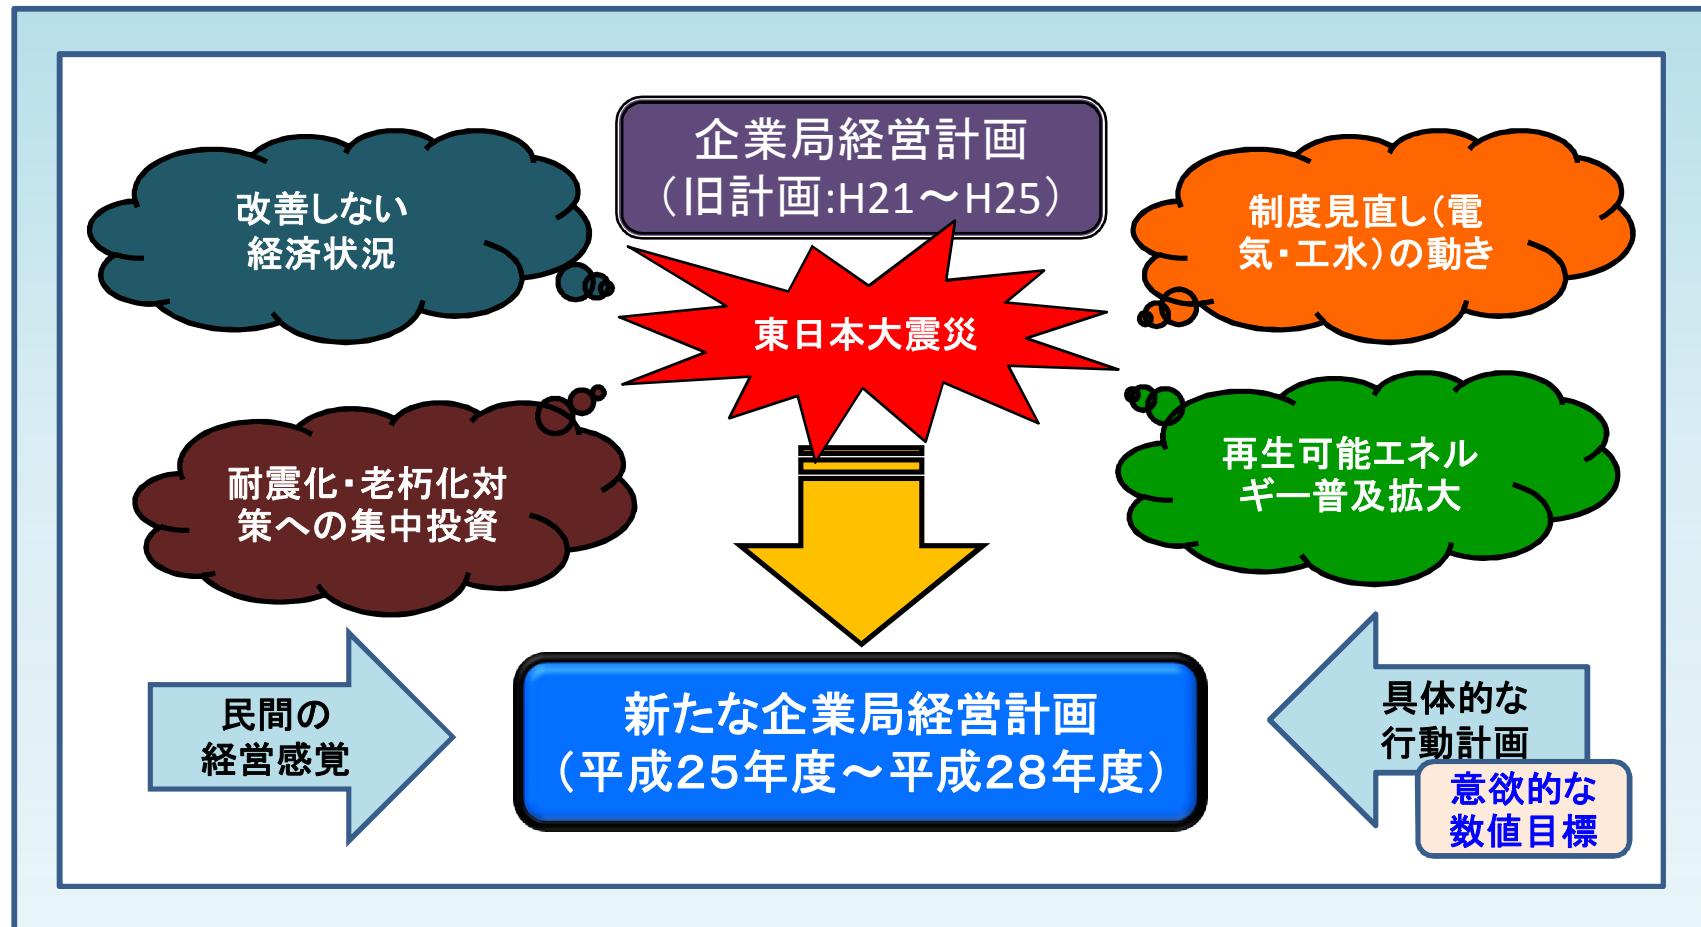 企業局経営計画
（旧計画:H21～H25）
改善しない
経済状況
制度見直し（電
気・工水）の動き
東日本大震災
耐震化・老朽化対
策への集中投資
再生可能エネル
ギー普及拡大
民間の
経営感覚
新たな企業局経営計画
（平成２５年度～平成２８年度）
具体的な
行動計画
意欲的な
数値目標